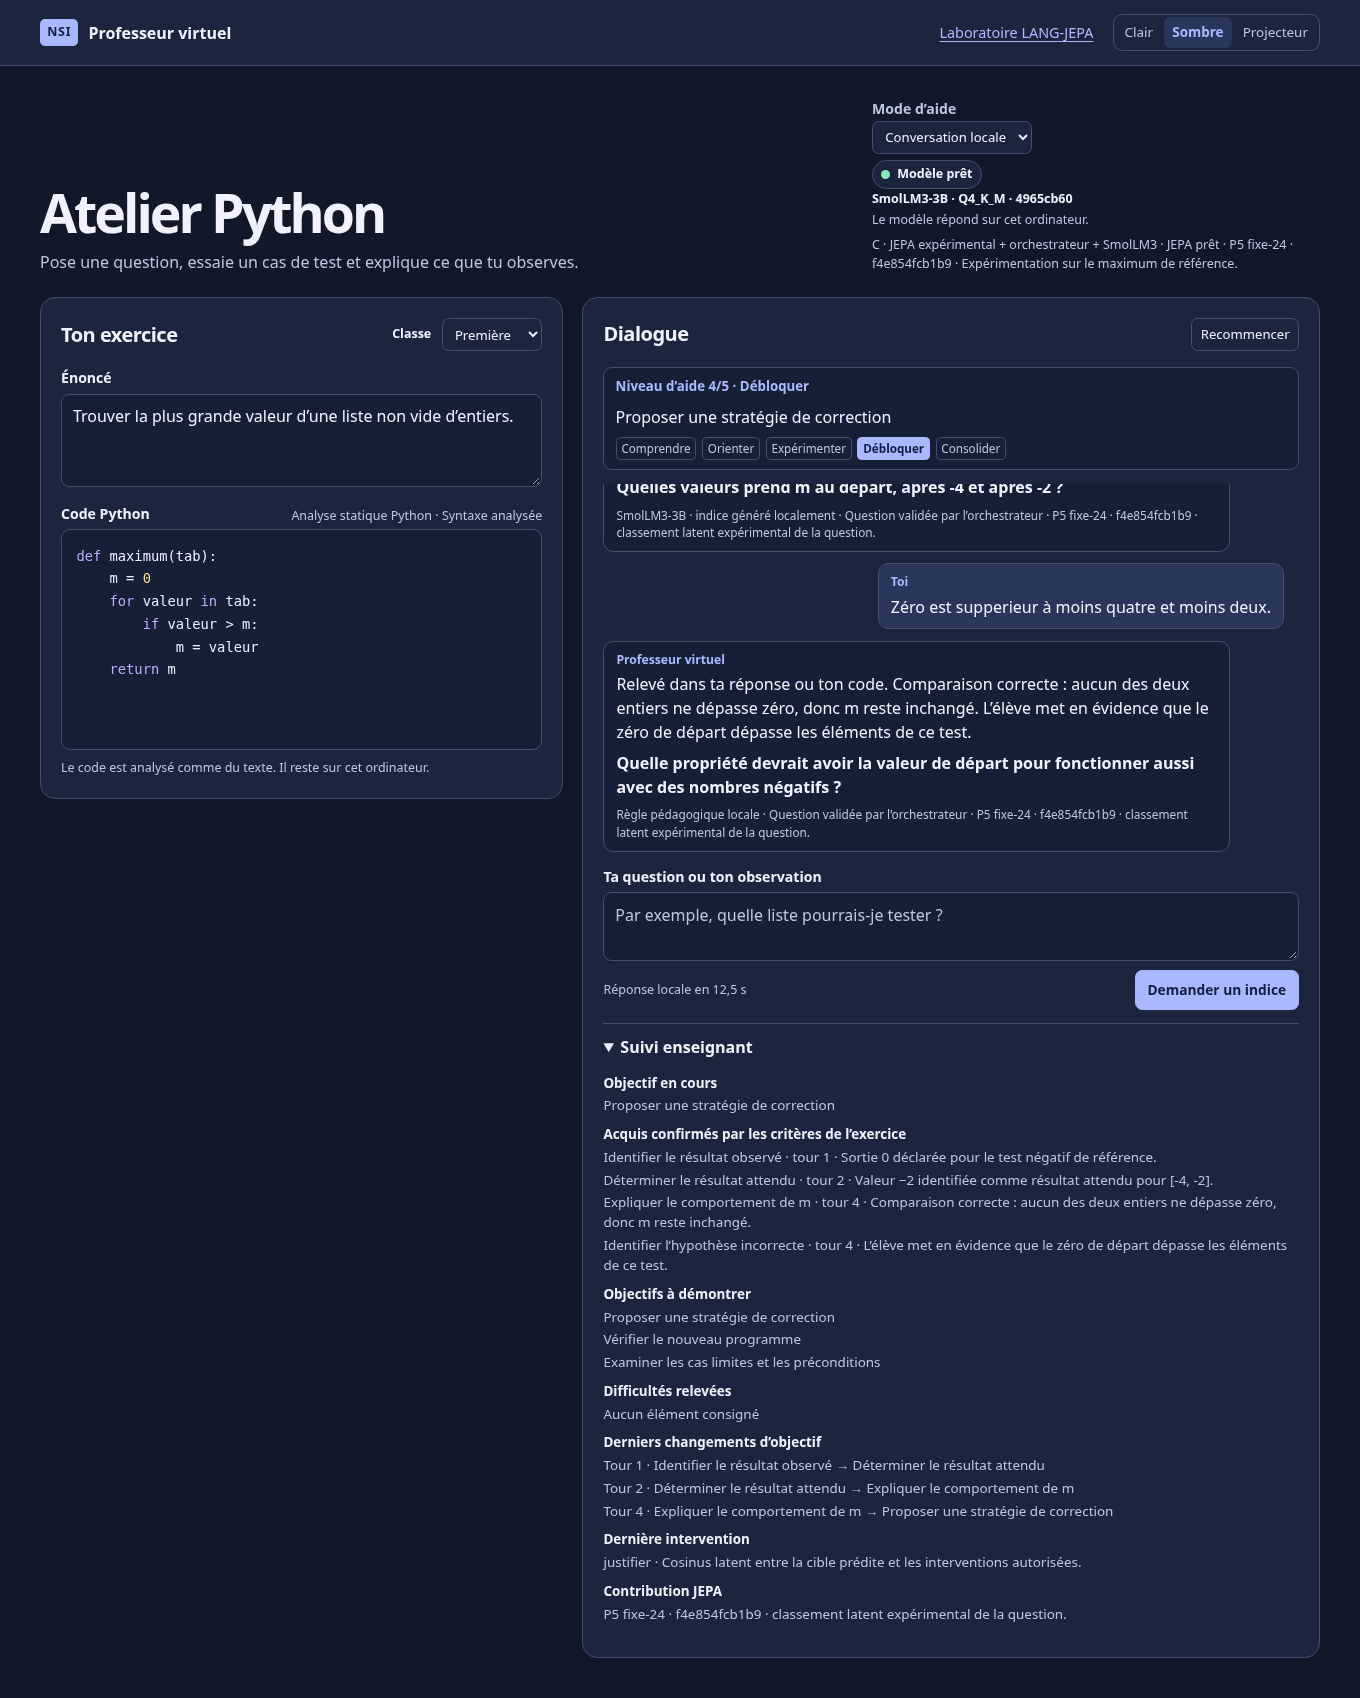 NSI Professeur virtuel
Laboratoire LANG-JEPA
Clair Sombre Projecteur
Mode d’aide
Conversation locale
Modèle prêt
SmolLM3-3B · Q4_K_M · 4965cb60
Le modèle répond sur cet ordinateur.
C · JEPA expérimental + orchestrateur + SmolLM3 · JEPA prêt · P5 fixe-24 ·
f4e854fcb1b9 · Expérimentation sur le maximum de référence.
Atelier Python
Pose une question, essaie un cas de test et explique ce que tu observes.
Ton exercice
Classe Première
Énoncé
Trouver la plus grande valeur d’une liste non vide d’entiers.
Code Python
Analyse statique Python · Syntaxe analysée
def maximum(tab):
    m = 0
    for valeur in tab:
        if valeur > m:
            m = valeur
    return m
Le code est analysé comme du texte. Il reste sur cet ordinateur.
Dialogue
Recommencer
Niveau d’aide 4/5 · Débloquer
Proposer une stratégie de correction
Comprendre Orienter Expérimenter Débloquer Consolider
Quelles valeurs prend m au départ, après -4 et après -2 ?
SmolLM3-3B · indice généré localement · Question validée par l’orchestrateur · P5 fixe-24 · f4e854fcb1b9 ·
classement latent expérimental de la question.
Toi
Zéro est supperieur à moins quatre et moins deux.
Professeur virtuel
Relevé dans ta réponse ou ton code. Comparaison correcte : aucun des deux
entiers ne dépasse zéro, donc m reste inchangé. L’élève met en évidence que le
zéro de départ dépasse les éléments de ce test.
Quelle propriété devrait avoir la valeur de départ pour fonctionner aussi
avec des nombres négatifs ?
Règle pédagogique locale · Question validée par l’orchestrateur · P5 fixe-24 · f4e854fcb1b9 · classement
latent expérimental de la question.
Ta question ou ton observation
Par exemple, quelle liste pourrais-je tester ?
Réponse locale en 12,5 s
Demander un indice
▼ Suivi enseignant
Objectif en cours
Proposer une stratégie de correction
Acquis confirmés par les critères de l’exercice
Identifier le résultat observé · tour 1 · Sortie 0 déclarée pour le test négatif de référence.
Déterminer le résultat attendu · tour 2 · Valeur −2 identifiée comme résultat attendu pour [-4, -2].
Expliquer le comportement de m · tour 4 · Comparaison correcte : aucun des deux entiers ne dépasse zéro,
donc m reste inchangé.
Identifier l’hypothèse incorrecte · tour 4 · L’élève met en évidence que le zéro de départ dépasse les éléments
de ce test.
Objectifs à démontrer
Proposer une stratégie de correction
Vérifier le nouveau programme
Examiner les cas limites et les préconditions
Difficultés relevées
Aucun élément consigné
Derniers changements d’objectif
Tour 1 · Identifier le résultat observé → Déterminer le résultat attendu
Tour 2 · Déterminer le résultat attendu → Expliquer le comportement de m
Tour 4 · Expliquer le comportement de m → Proposer une stratégie de correction
Dernière intervention
justifier · Cosinus latent entre la cible prédite et les interventions autorisées.
Contribution JEPA
P5 fixe-24 · f4e854fcb1b9 · classement latent expérimental de la question.